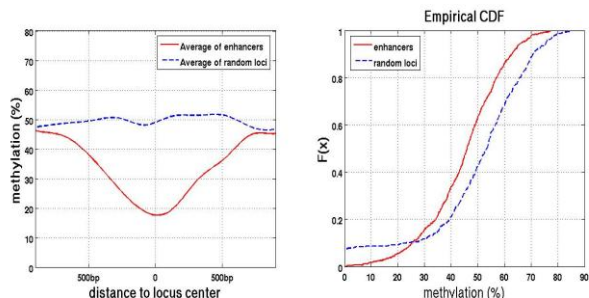 Average of enhancers
Average of random loci
methylation (%)
80
70
60
50
40
30
20
10
0
500bp
0
500bp
distance to locus center
Empirical CDF
enhancers
random loci
F(x)
1
0.8
0.6
0.4
0.2
0
0
10
20
30
40
50
60
70
80
90
methylation (%)